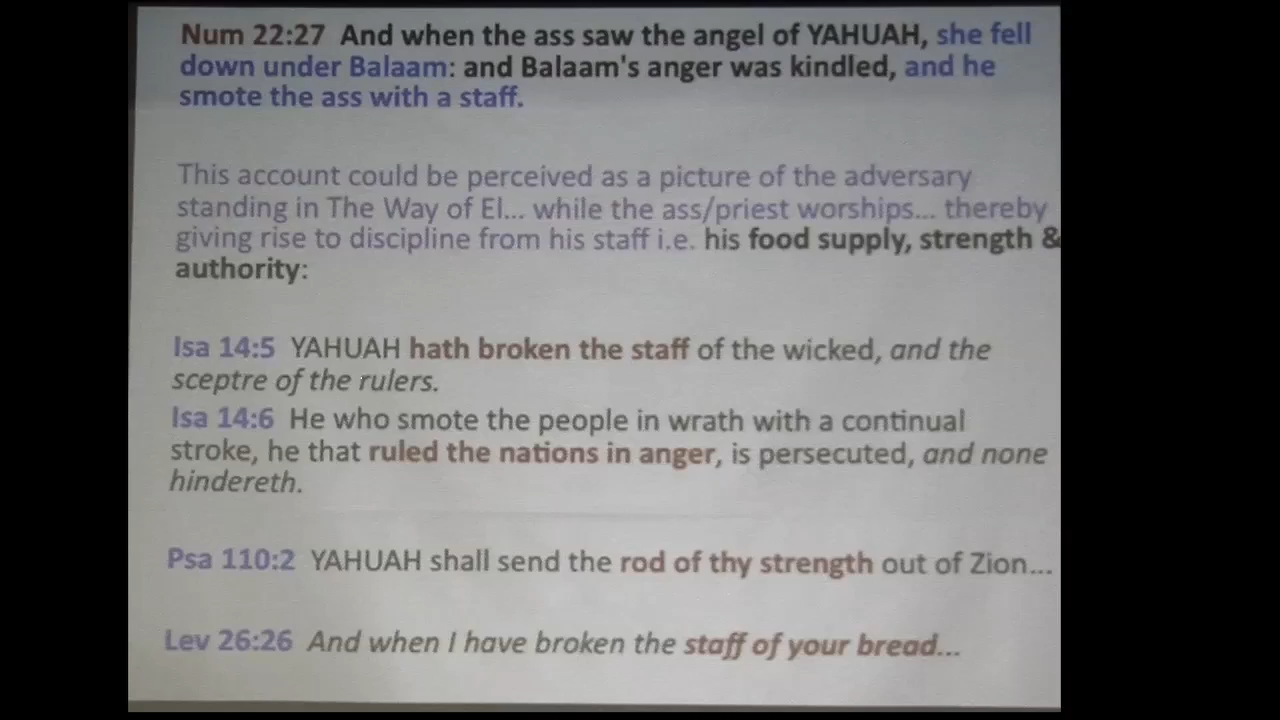 Num 22:27 And when the ass saw the angel of YAHUAH, she fell
down under Balaam: and Balaam's anger was kindled, and he
smote the ass with a staff.
This account could be perceived as a picture of the adversary
standing in The Way of El... while the ass/priest worships... thereby
giving rise to discipline from his staff i.e. his food supply, strength &
authority:
Isa 14:5 YAHUAH hath broken the staff of the wicked, and the
sceptre of the rulers.
Isa 14:6 He who smote the people in wrath with a continual
stroke, he that ruled the nations in anger, is persecuted, and none
hindereth.
Psa 110:2 YAHUAH shall send the rod of thy strength out of Zion...
Lev 26:26 And when I have broken the staff of your bread...